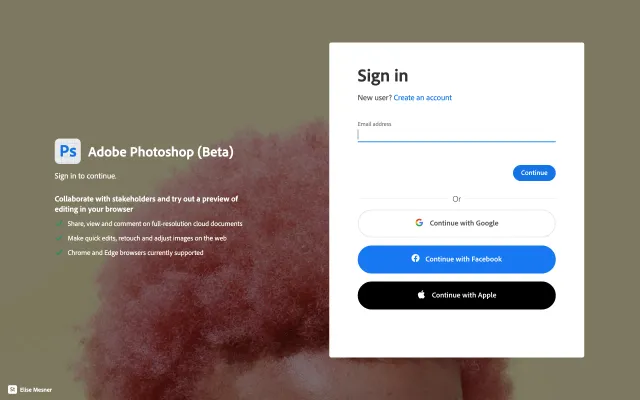 Ps
Adobe Photoshop (Beta)
Sign in to continue.
Collaborate with stakeholders and try out a preview of
editing in your browser
Share, view and comment on full-resolution cloud documents
Make quick edits, retouch and adjust images on the web
Chrome and Edge browsers currently supported
St Elise Mesner
Sign in
New user? Create an account
Email address
Continue
Or
Continue with Google
Continue with Facebook
Continue with Apple